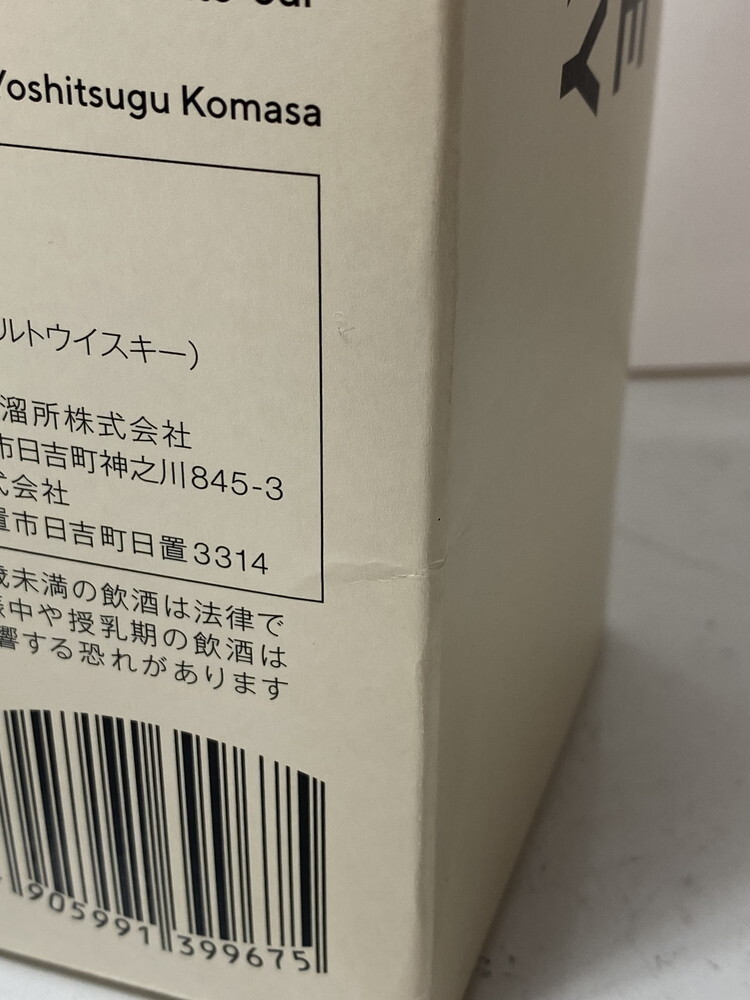 Yoshitsugu Komasa
ルトウイスキー)
溜所株式会社
市日吉町神之川845-3
式会社
置市日吉町日置3314
歳未満の飲酒は法律で
娠中や授乳期の飲酒は
響する恐れがあります
905991 399675
EY